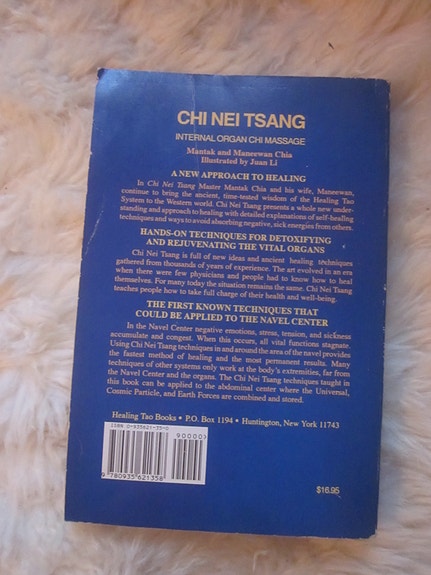 CHI NEI TSANG
INTERNAL ORGAN CHI MASSAGE
Mantak and Maneewan Chia
Illustrated by Juan Li
A NEW APPROACH TO HEALING
In Chi Nei Tsang Master Mantak Chia and his wife, Maneewan,
continue to bring the ancient, time-tested wisdom of the Healing Tao
System to the Western world. Chi Nei Tsang presents a whole new under-
standing and approach to healing with detailed explanations of self-healing
techniques and ways to avoid absorbing negative, sick energies from others.
HANDS-ON TECHNIQUES FOR DETOXIFYING
AND REJUVENATING THE VITAL ORGANS
Chi Nei Tsang is full of new ideas and ancient healing techniques
gathered from thousands of years of experience. The art evolved in an era
when there were few physicians and people had to know how to heal
themselves. For many today the situation remains the same. Chi Nei Tsang
teaches people how to take full charge of their health and well-being.
THE FIRST KNOWN TECHNIQUES THAT
COULD BE APPLIED TO THE NAVEL CENTER
In the Navel Center negative emotions, stress, tension, and sickness
accumulate and congest. When this occurs, all vital functions stagnate.
Using Chi Nei Tsang techniques in and around the area of the navel provides
the fastest method of healing and the most permanent results. Many
techniques of other systems only work at the body's extremities, far from
the Navel Center and the organs. The Chi Nei Tsang techniques taught in
this book can be applied to the abdominal center where the Universal,
Cosmic Particle, and Earth Forces are combined and stored.
Healing Tao Books • P.O. Box 1194 • Huntington, New York 11743
ISBN 0-935621-35-0
90000>
9 780935 621358
$16.95